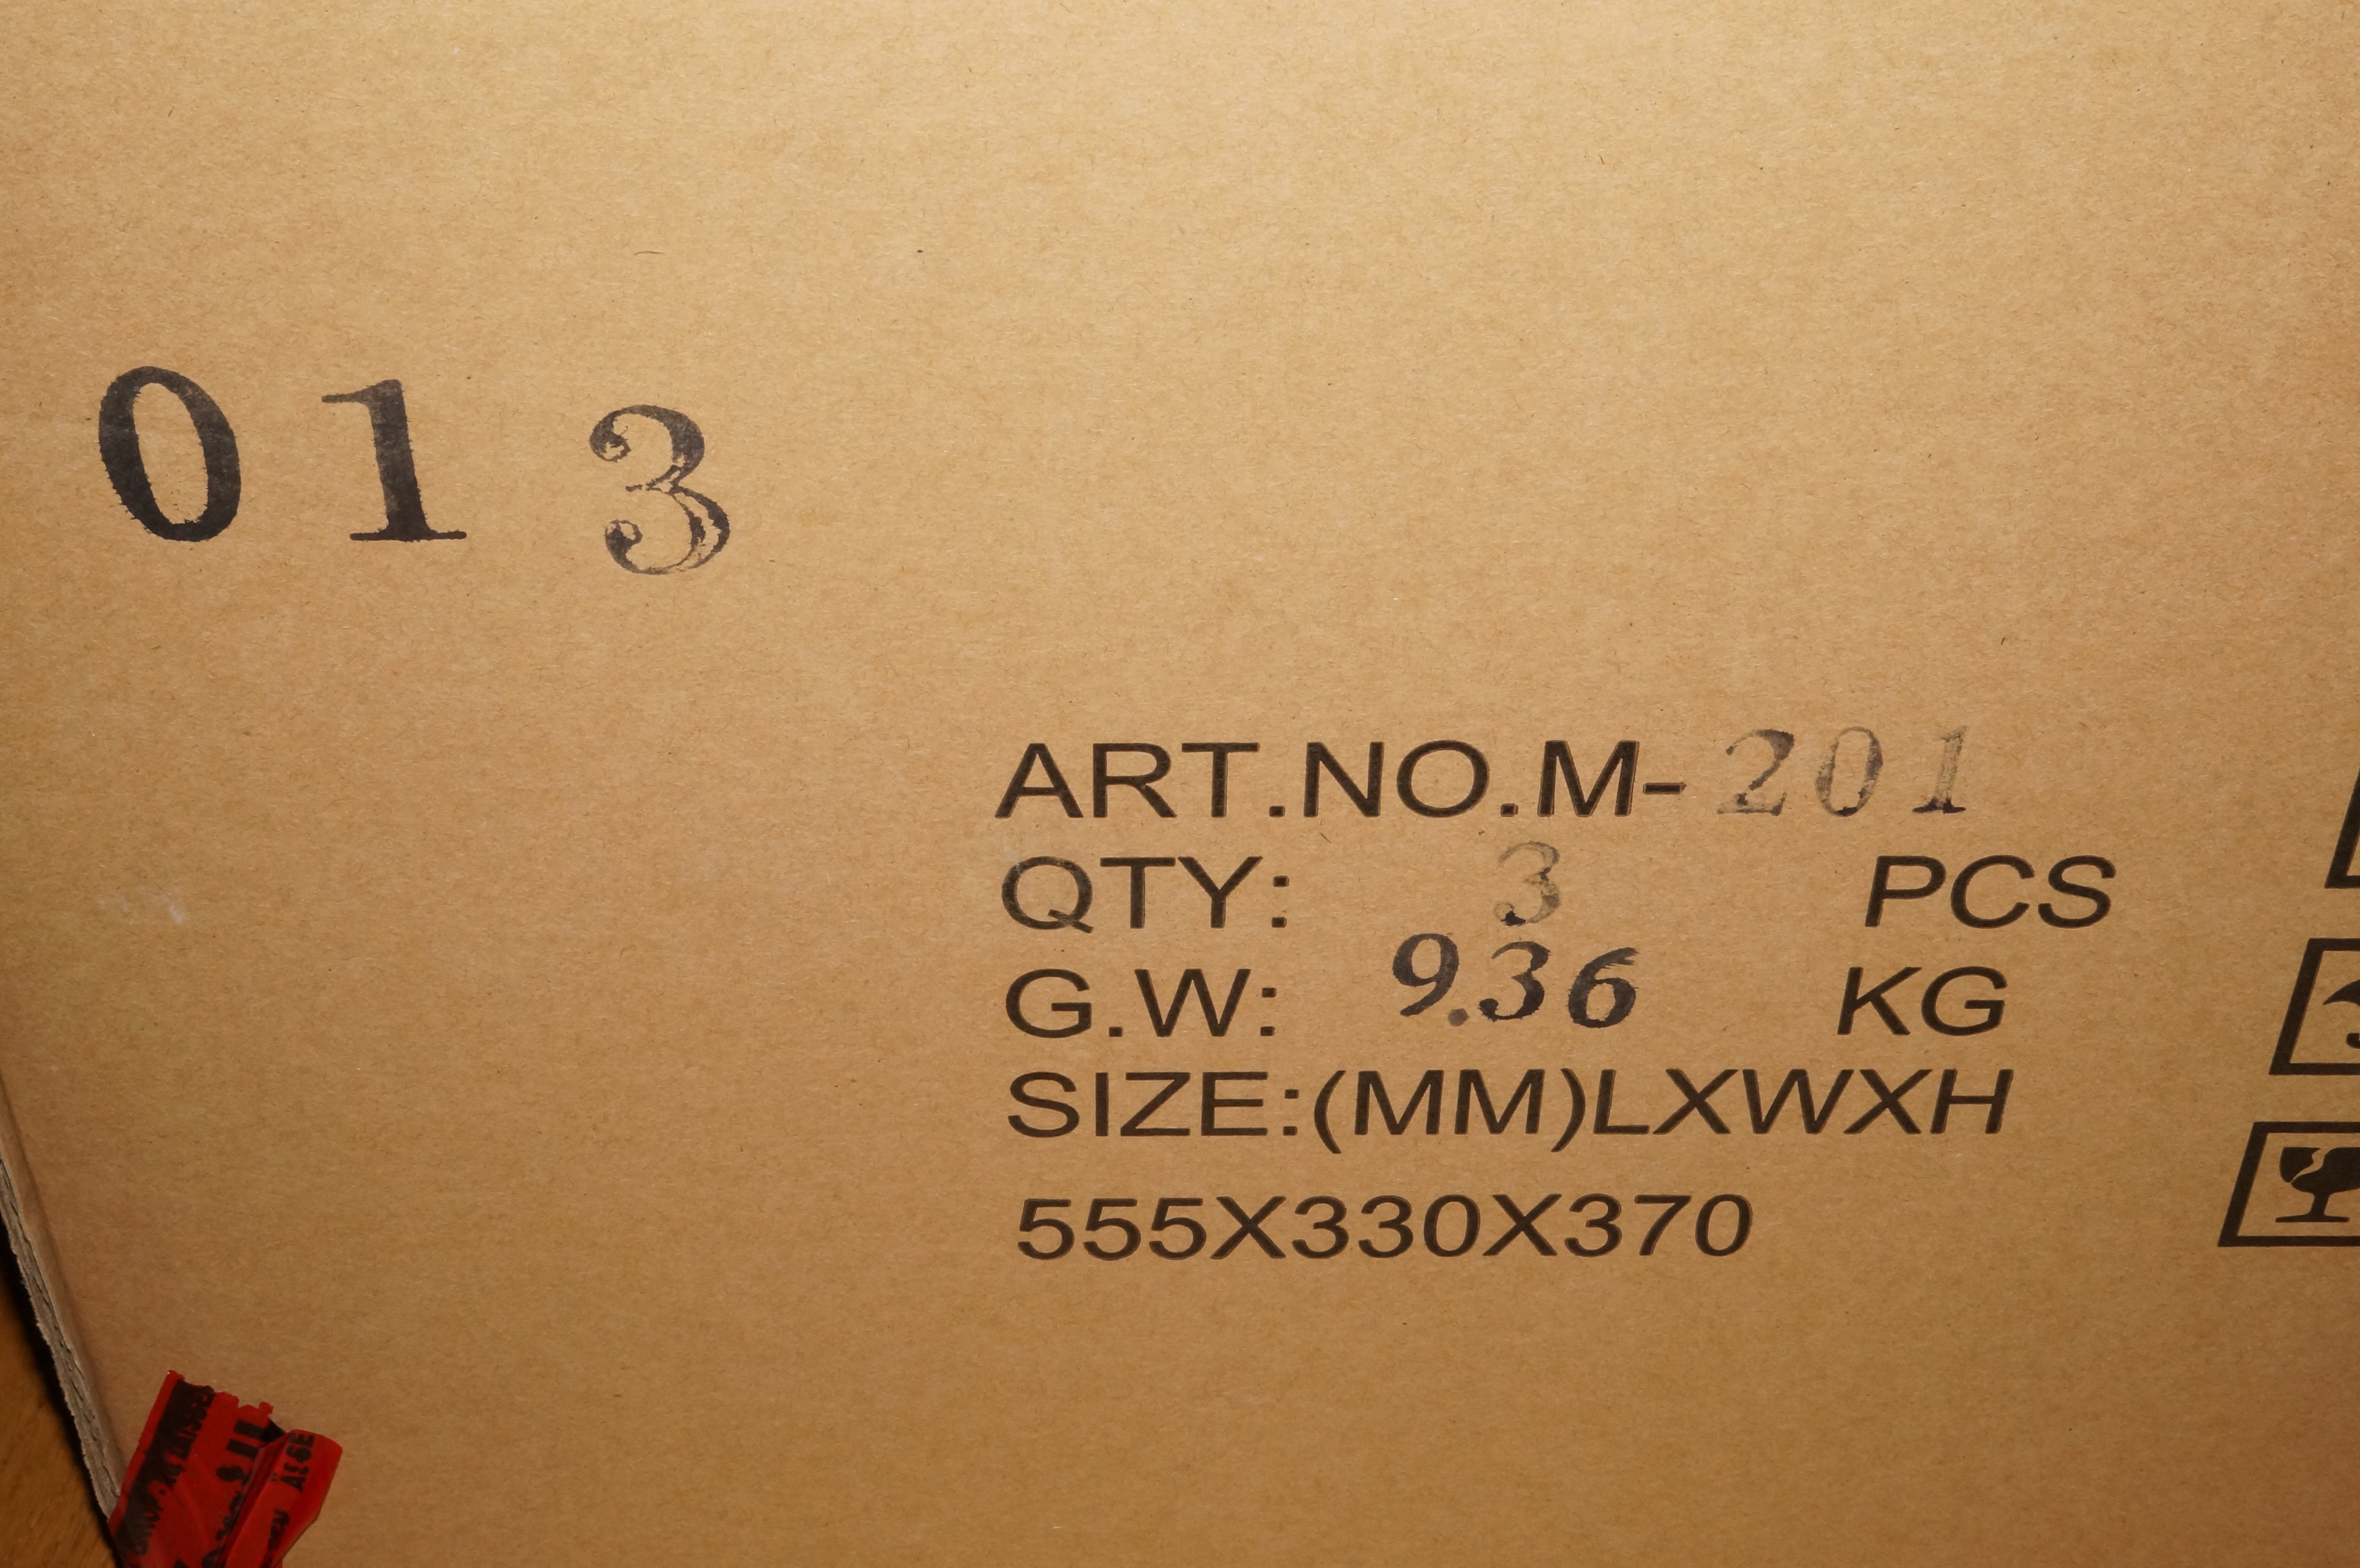 013
ART.NO.M-201
QTY: 3 PCS
G.W: 9.36 KG
SIZE:(MM)LXWXH
555X330X370